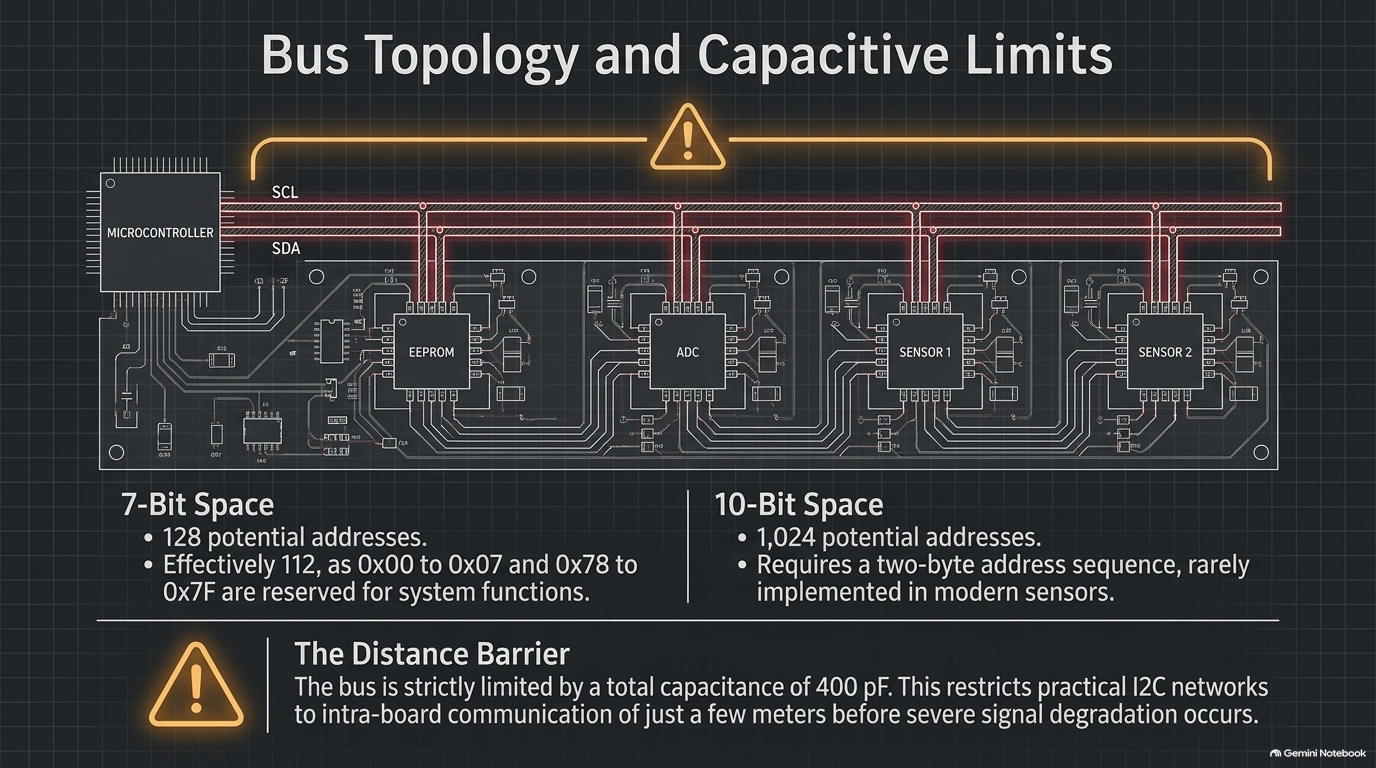 Bus Topology and Capacitive Limits
SCL
MICROCONTROLLER
SDA
EEPROM
ADC
SENSOR 1
SENSOR 2
7-Bit Space
• 128 potential addresses.
• Effectively 112, as 0x00 to 0x07 and 0x78 to
0x7F are reserved for system functions.
10-Bit Space
• 1,024 potential addresses.
• Requires a two-byte address sequence, rarely
implemented in modern sensors.
The Distance Barrier
The bus is strictly limited by a total capacitance of 400 pF. This restricts practical I2C networks
to intra-board communication of just a few meters before severe signal degradation occurs.
Gemini Notebook